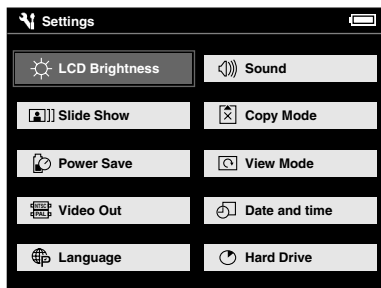 Settings
LCD Brightness
Sound
Slide Show
Copy Mode
Power Save
View Mode
NTSC
PAL
Video Out
Date and time
Language
Hard Drive